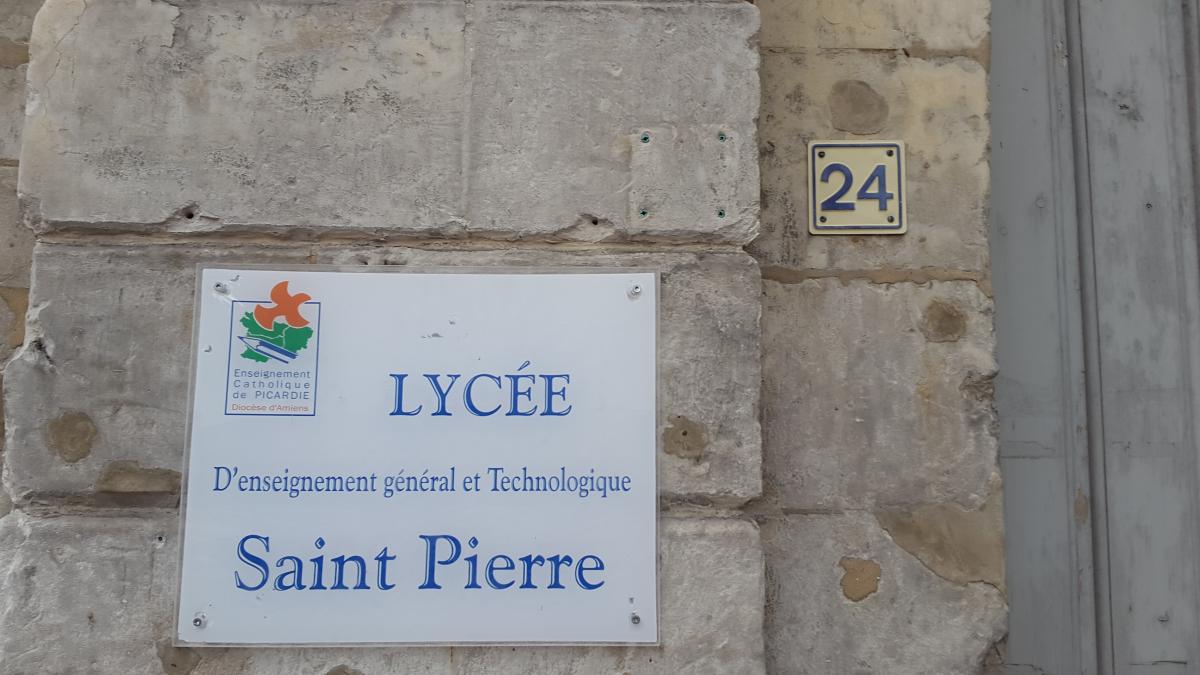 Enseignement
Catholique
de PICARDIE
Diocèse d'Amiens
LYCÉE
D'enseignement général et Technologique
Saint Pierre
24